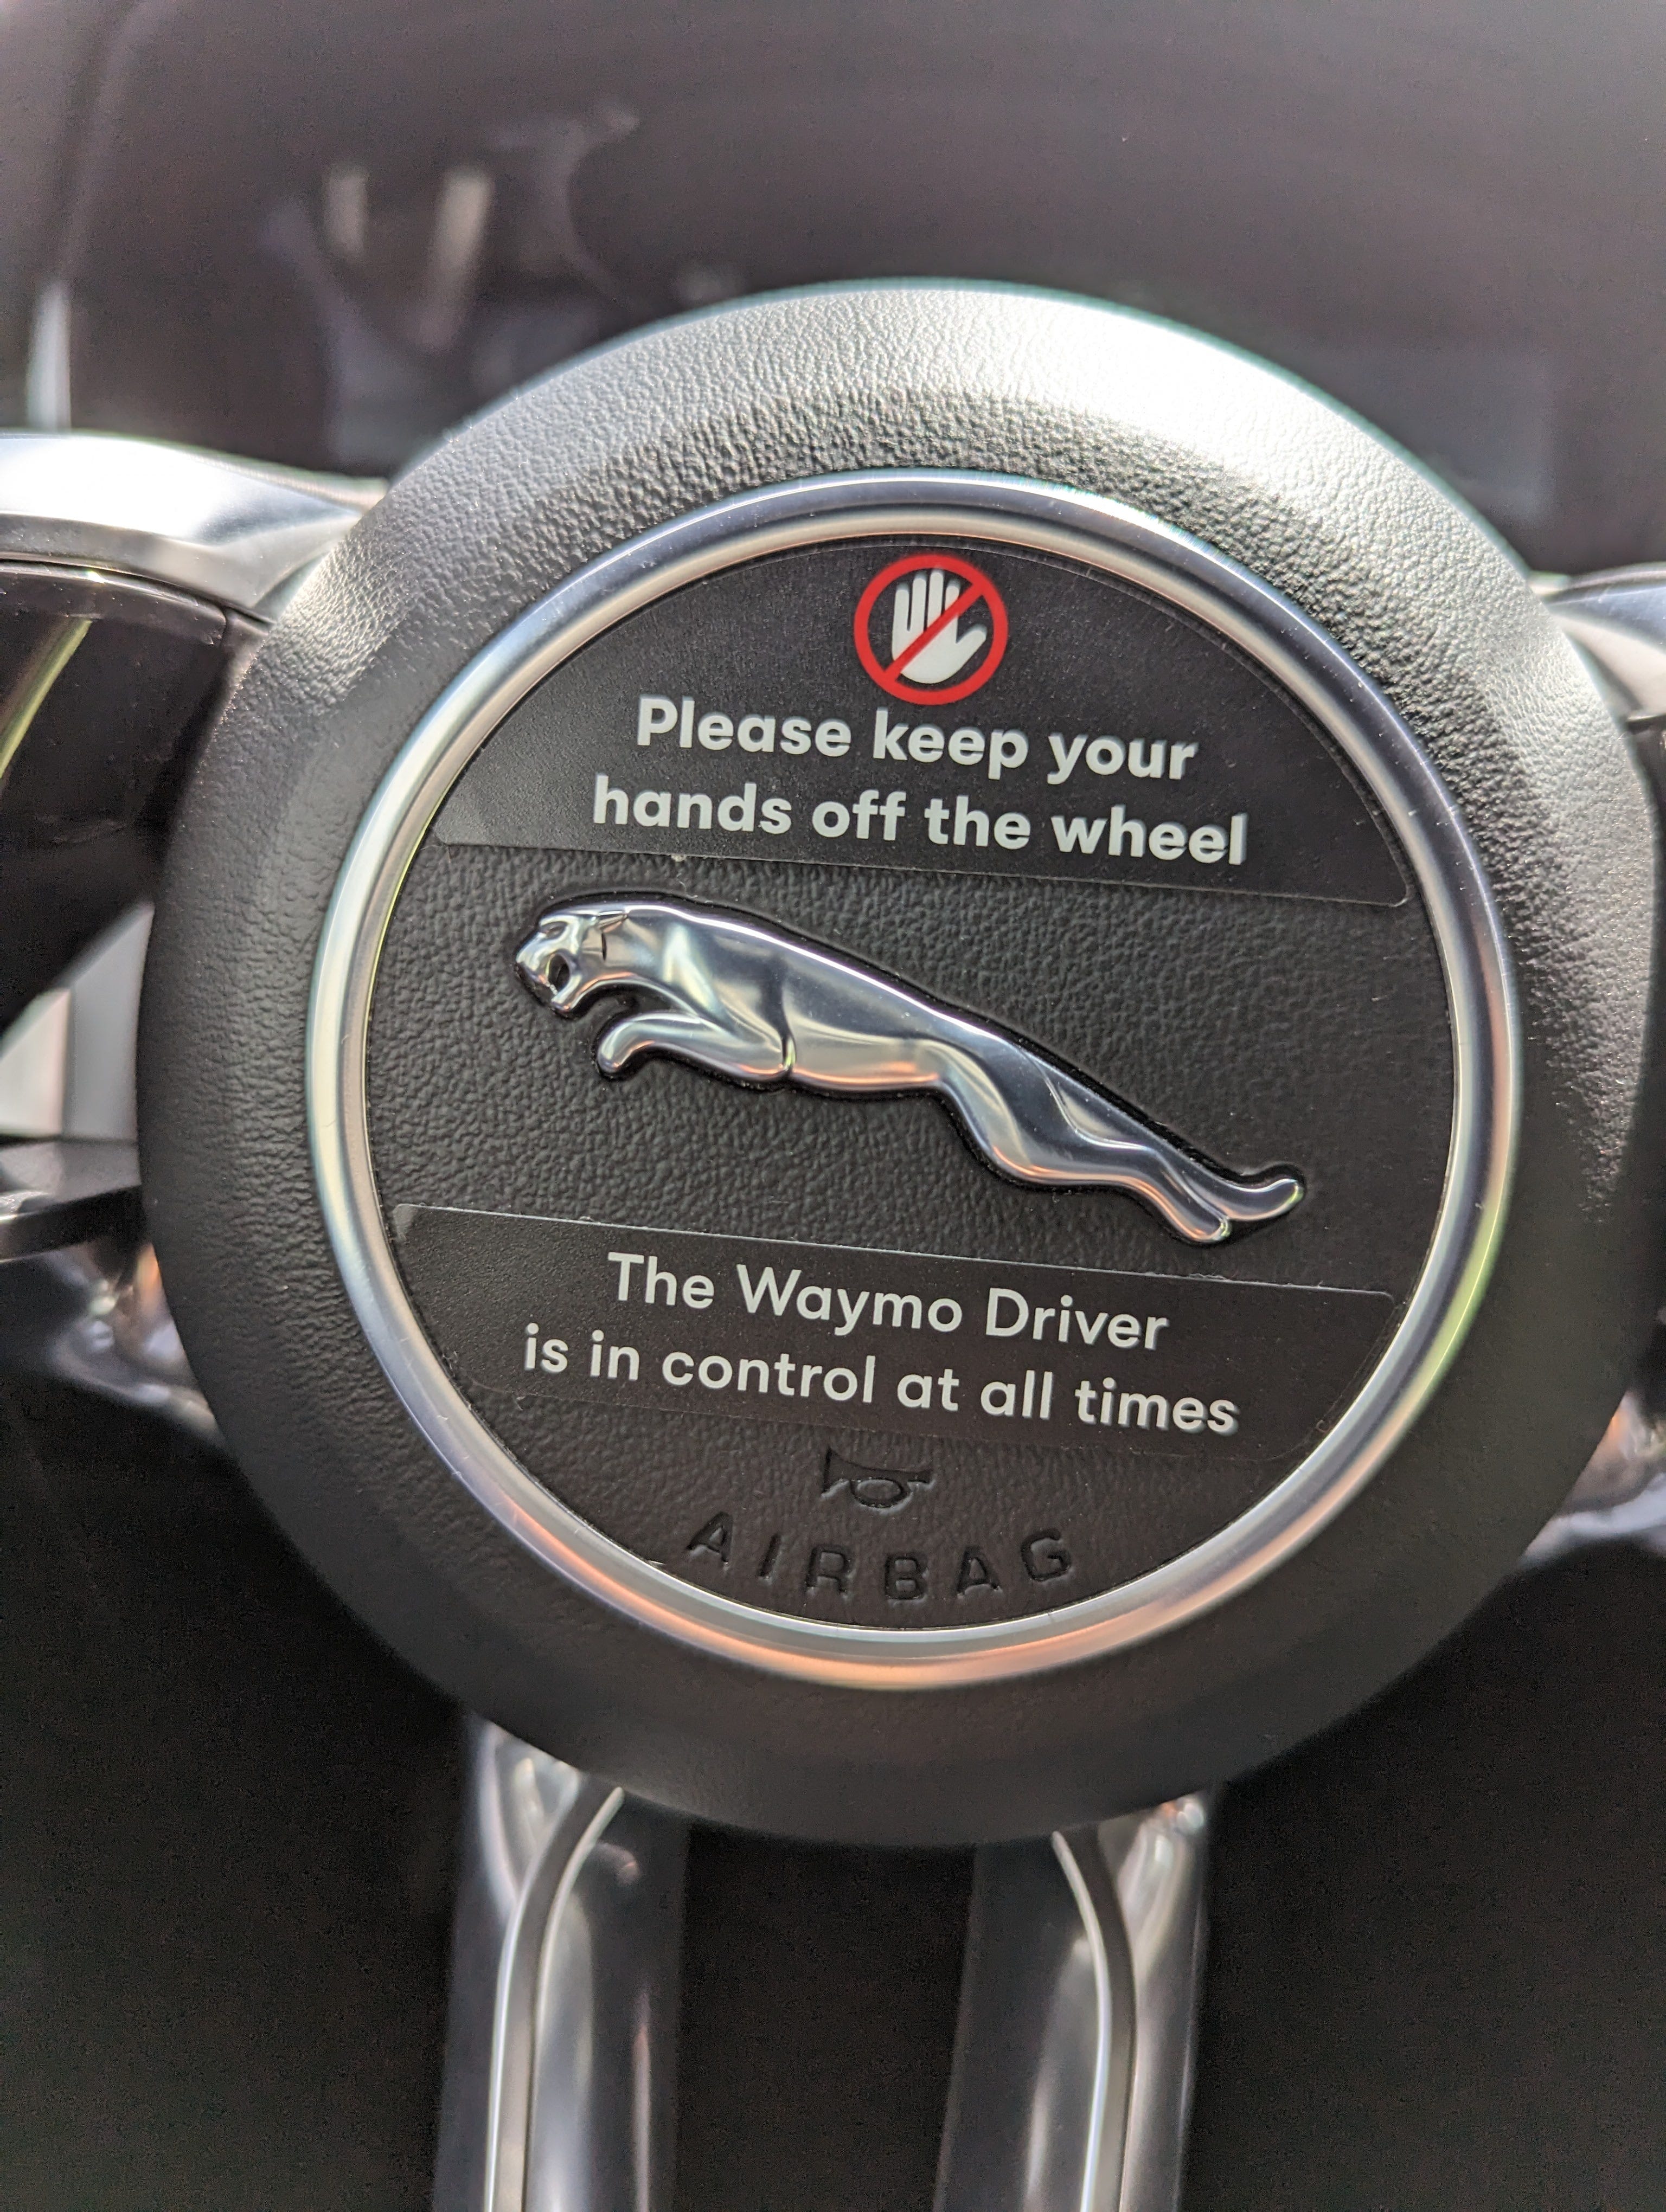 Please keep your
hands off the wheel
The Waymo Driver
is in control at all times
AIRBAG